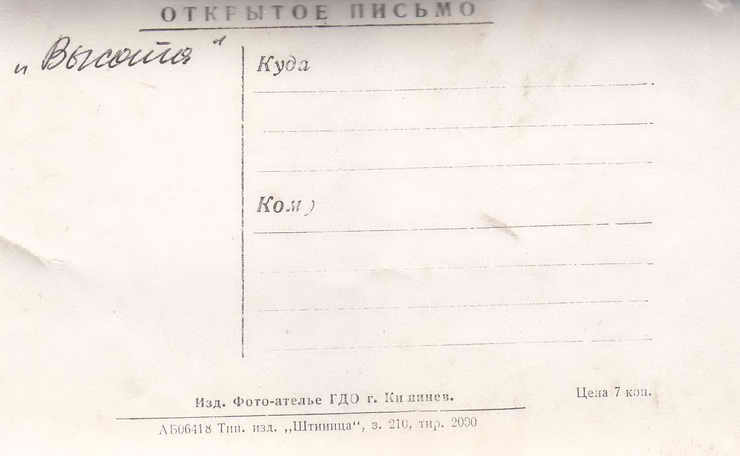 ОТКРЫТОЕ ПИСЬМО
„Высота"
Куда
Кому
Изд. Фото-ателье ГДО г. Кишинев.
АБ06418 Тип. изд. „Штиинца“, з. 210, тир. 2000
Цена 7 коп.